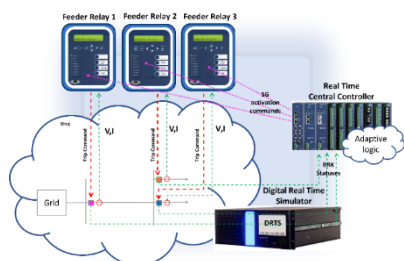 Feeder Relay 1
Feeder Relay 2
Feeder Relay 3
SG
activation
commands
Real Time
Central Controller
Adaptive
logic
V,I
V,I
V,I
Trip Command
Trip Command
Trip Command
BRK
Statuses
Digital Real Time
Simulator
Grid
DRTS